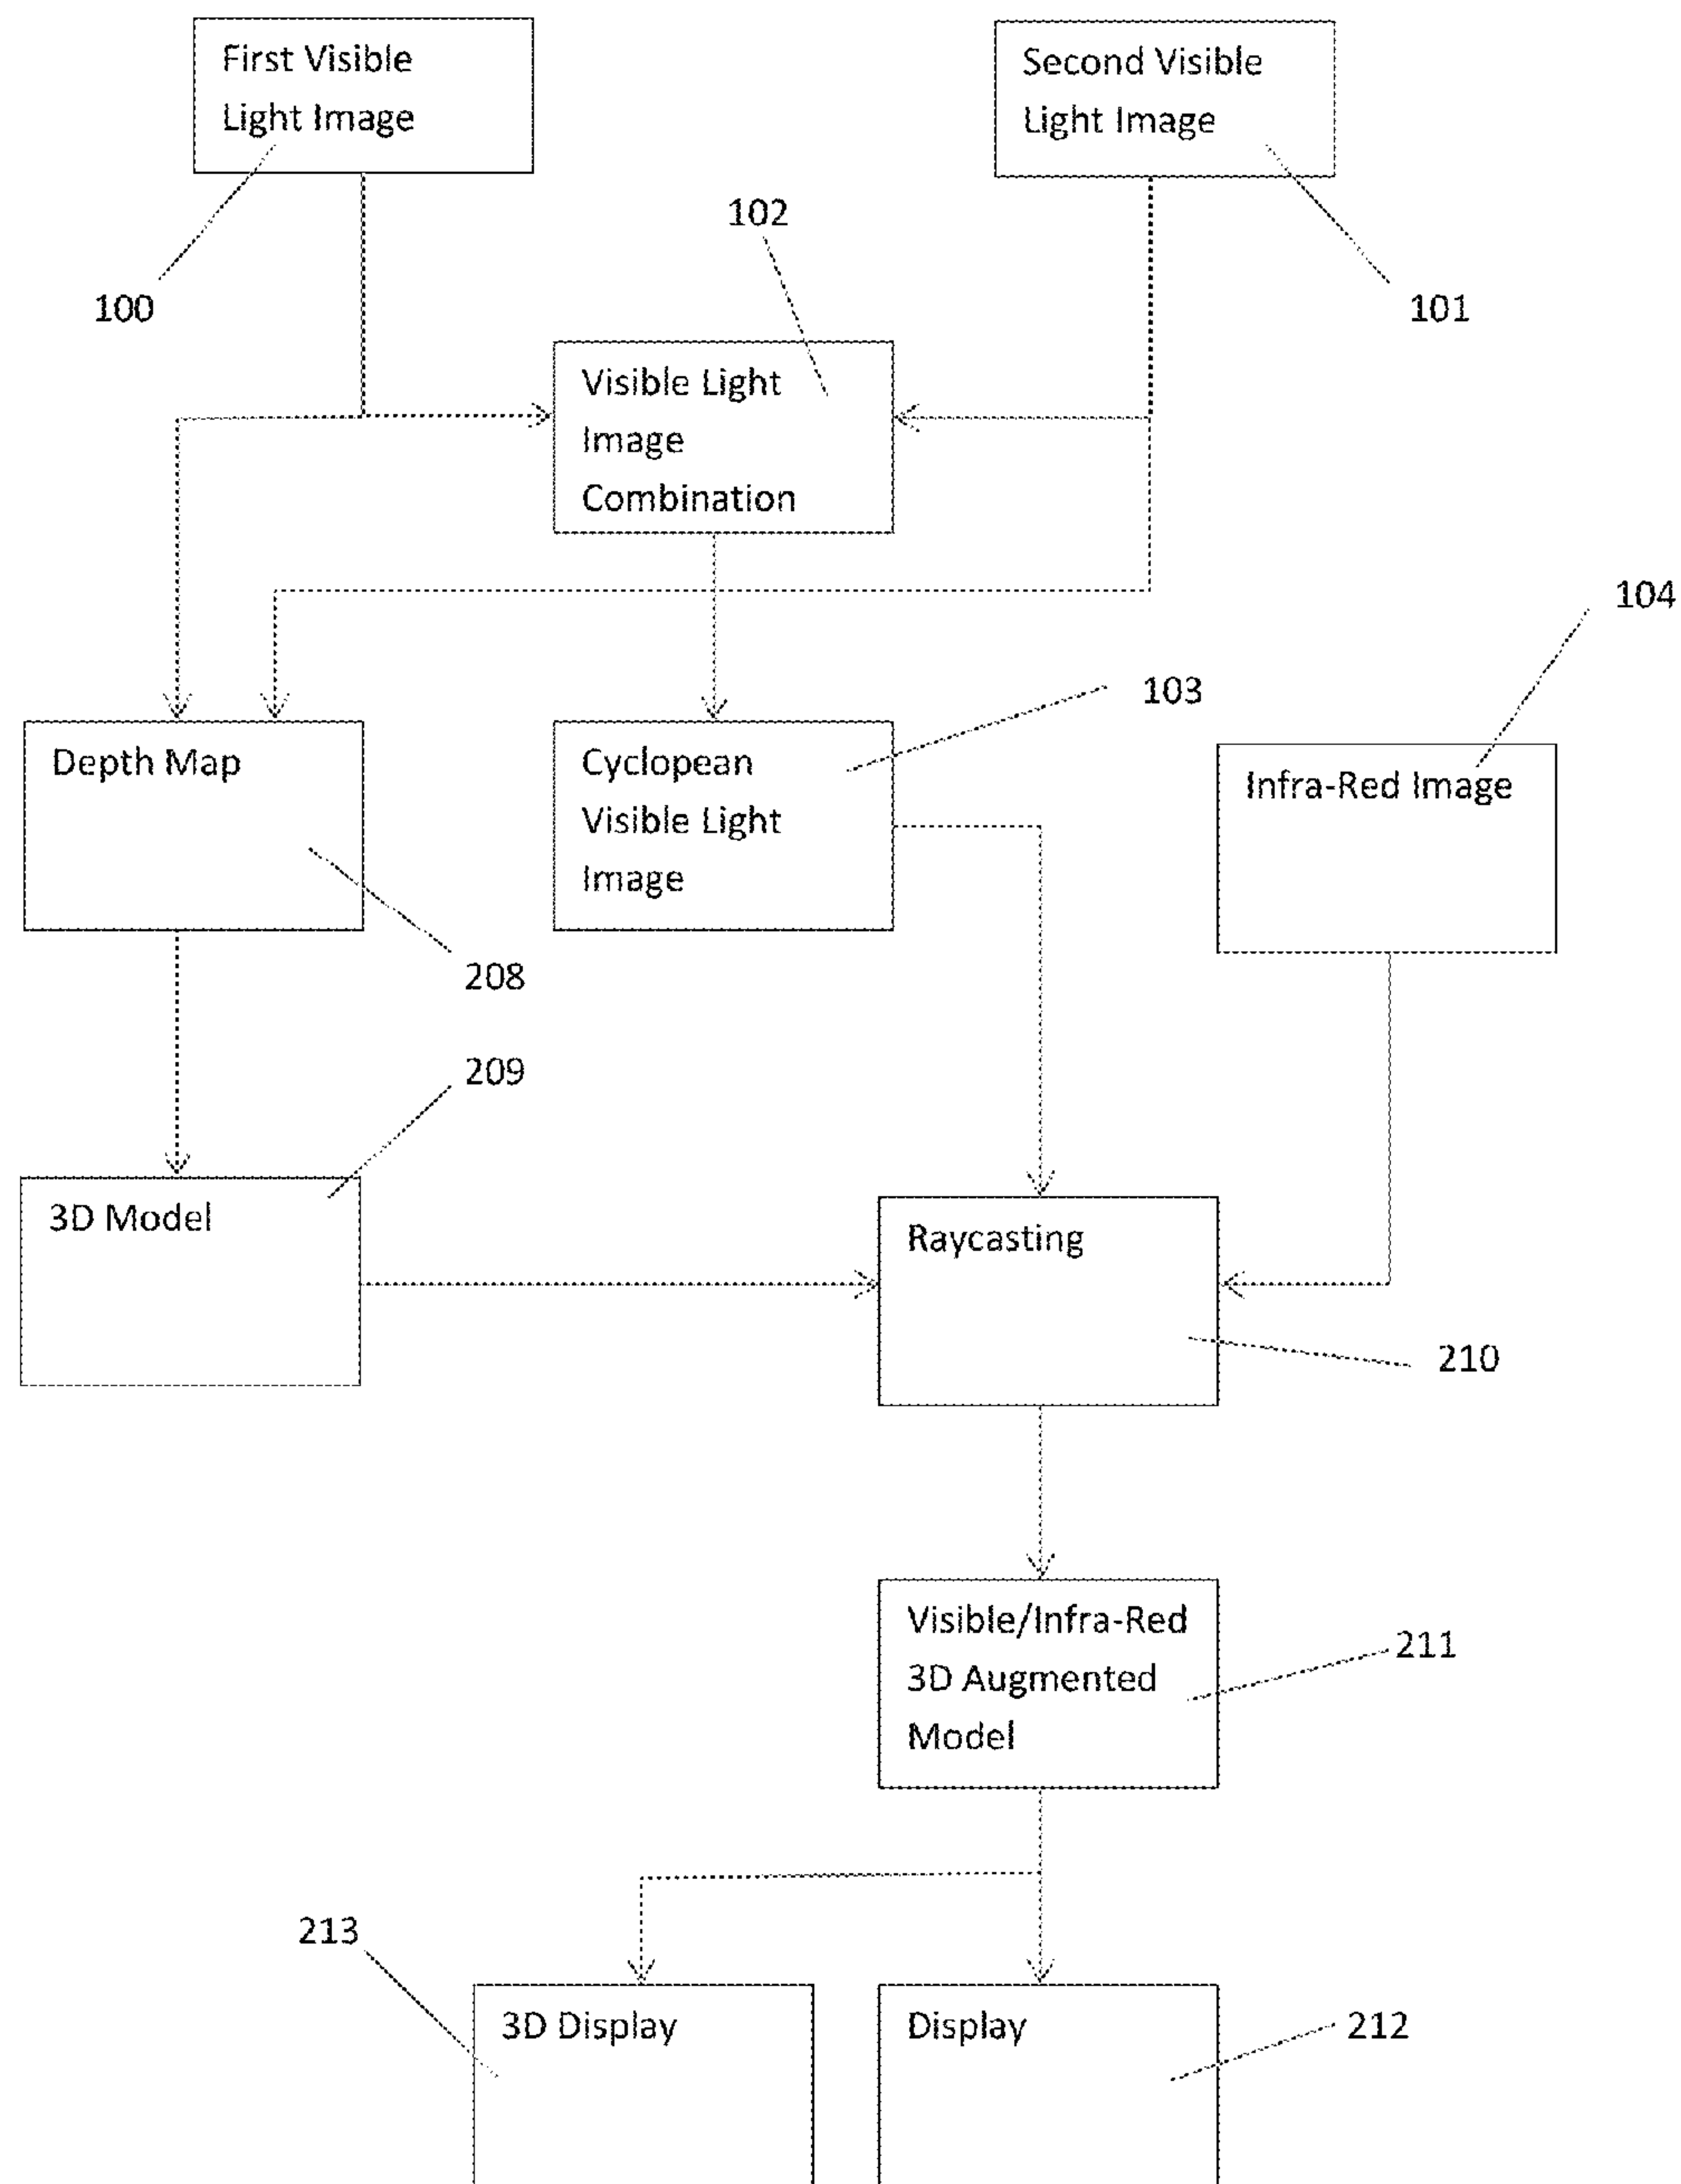 First Visible
Light Image
100
Second Visible
Light Image
101
102
Visible Light
Image
Combination
104
Depth Map
208
Cyclopean
Visible Light
Image
103
Infra-Red Image
209
3D Model
Raycasting
210
Visible/Infra-Red
3D Augmented
Model
211
213
3D Display
Display
212